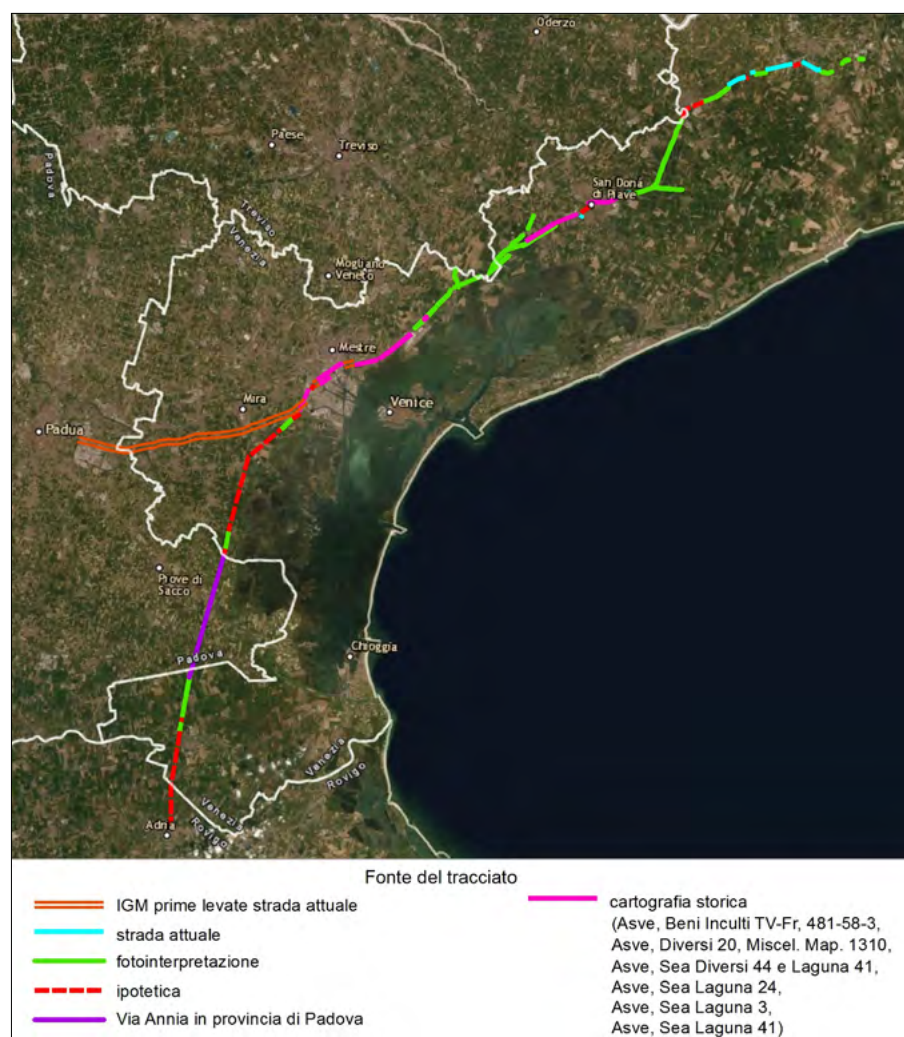 Oderzo
Paese
Treviso
Padova
Treviso
Venezia
San Donà
di Piave
Mogliano
Veneto
Mestre
Mira
Venice
Padua
Piove di
Sacco
Chioggia
Padova
Venezia
Rovigo
Venezia
Rovigo
Adria
Fonte del tracciato
IGM prime levate strada attuale
strada attuale
fotointerpretazione
ipotetica
Via Annia in provincia di Padova
cartografia storica
(Asve, Beni Inculti TV-Fr, 481-58-3,
Asve, Diversi 20, Miscel. Map. 1310,
Asve, Sea Diversi 44 e Laguna 41,
Asve, Sea Laguna 24,
Asve, Sea Laguna 3,
Asve, Sea Laguna 41)